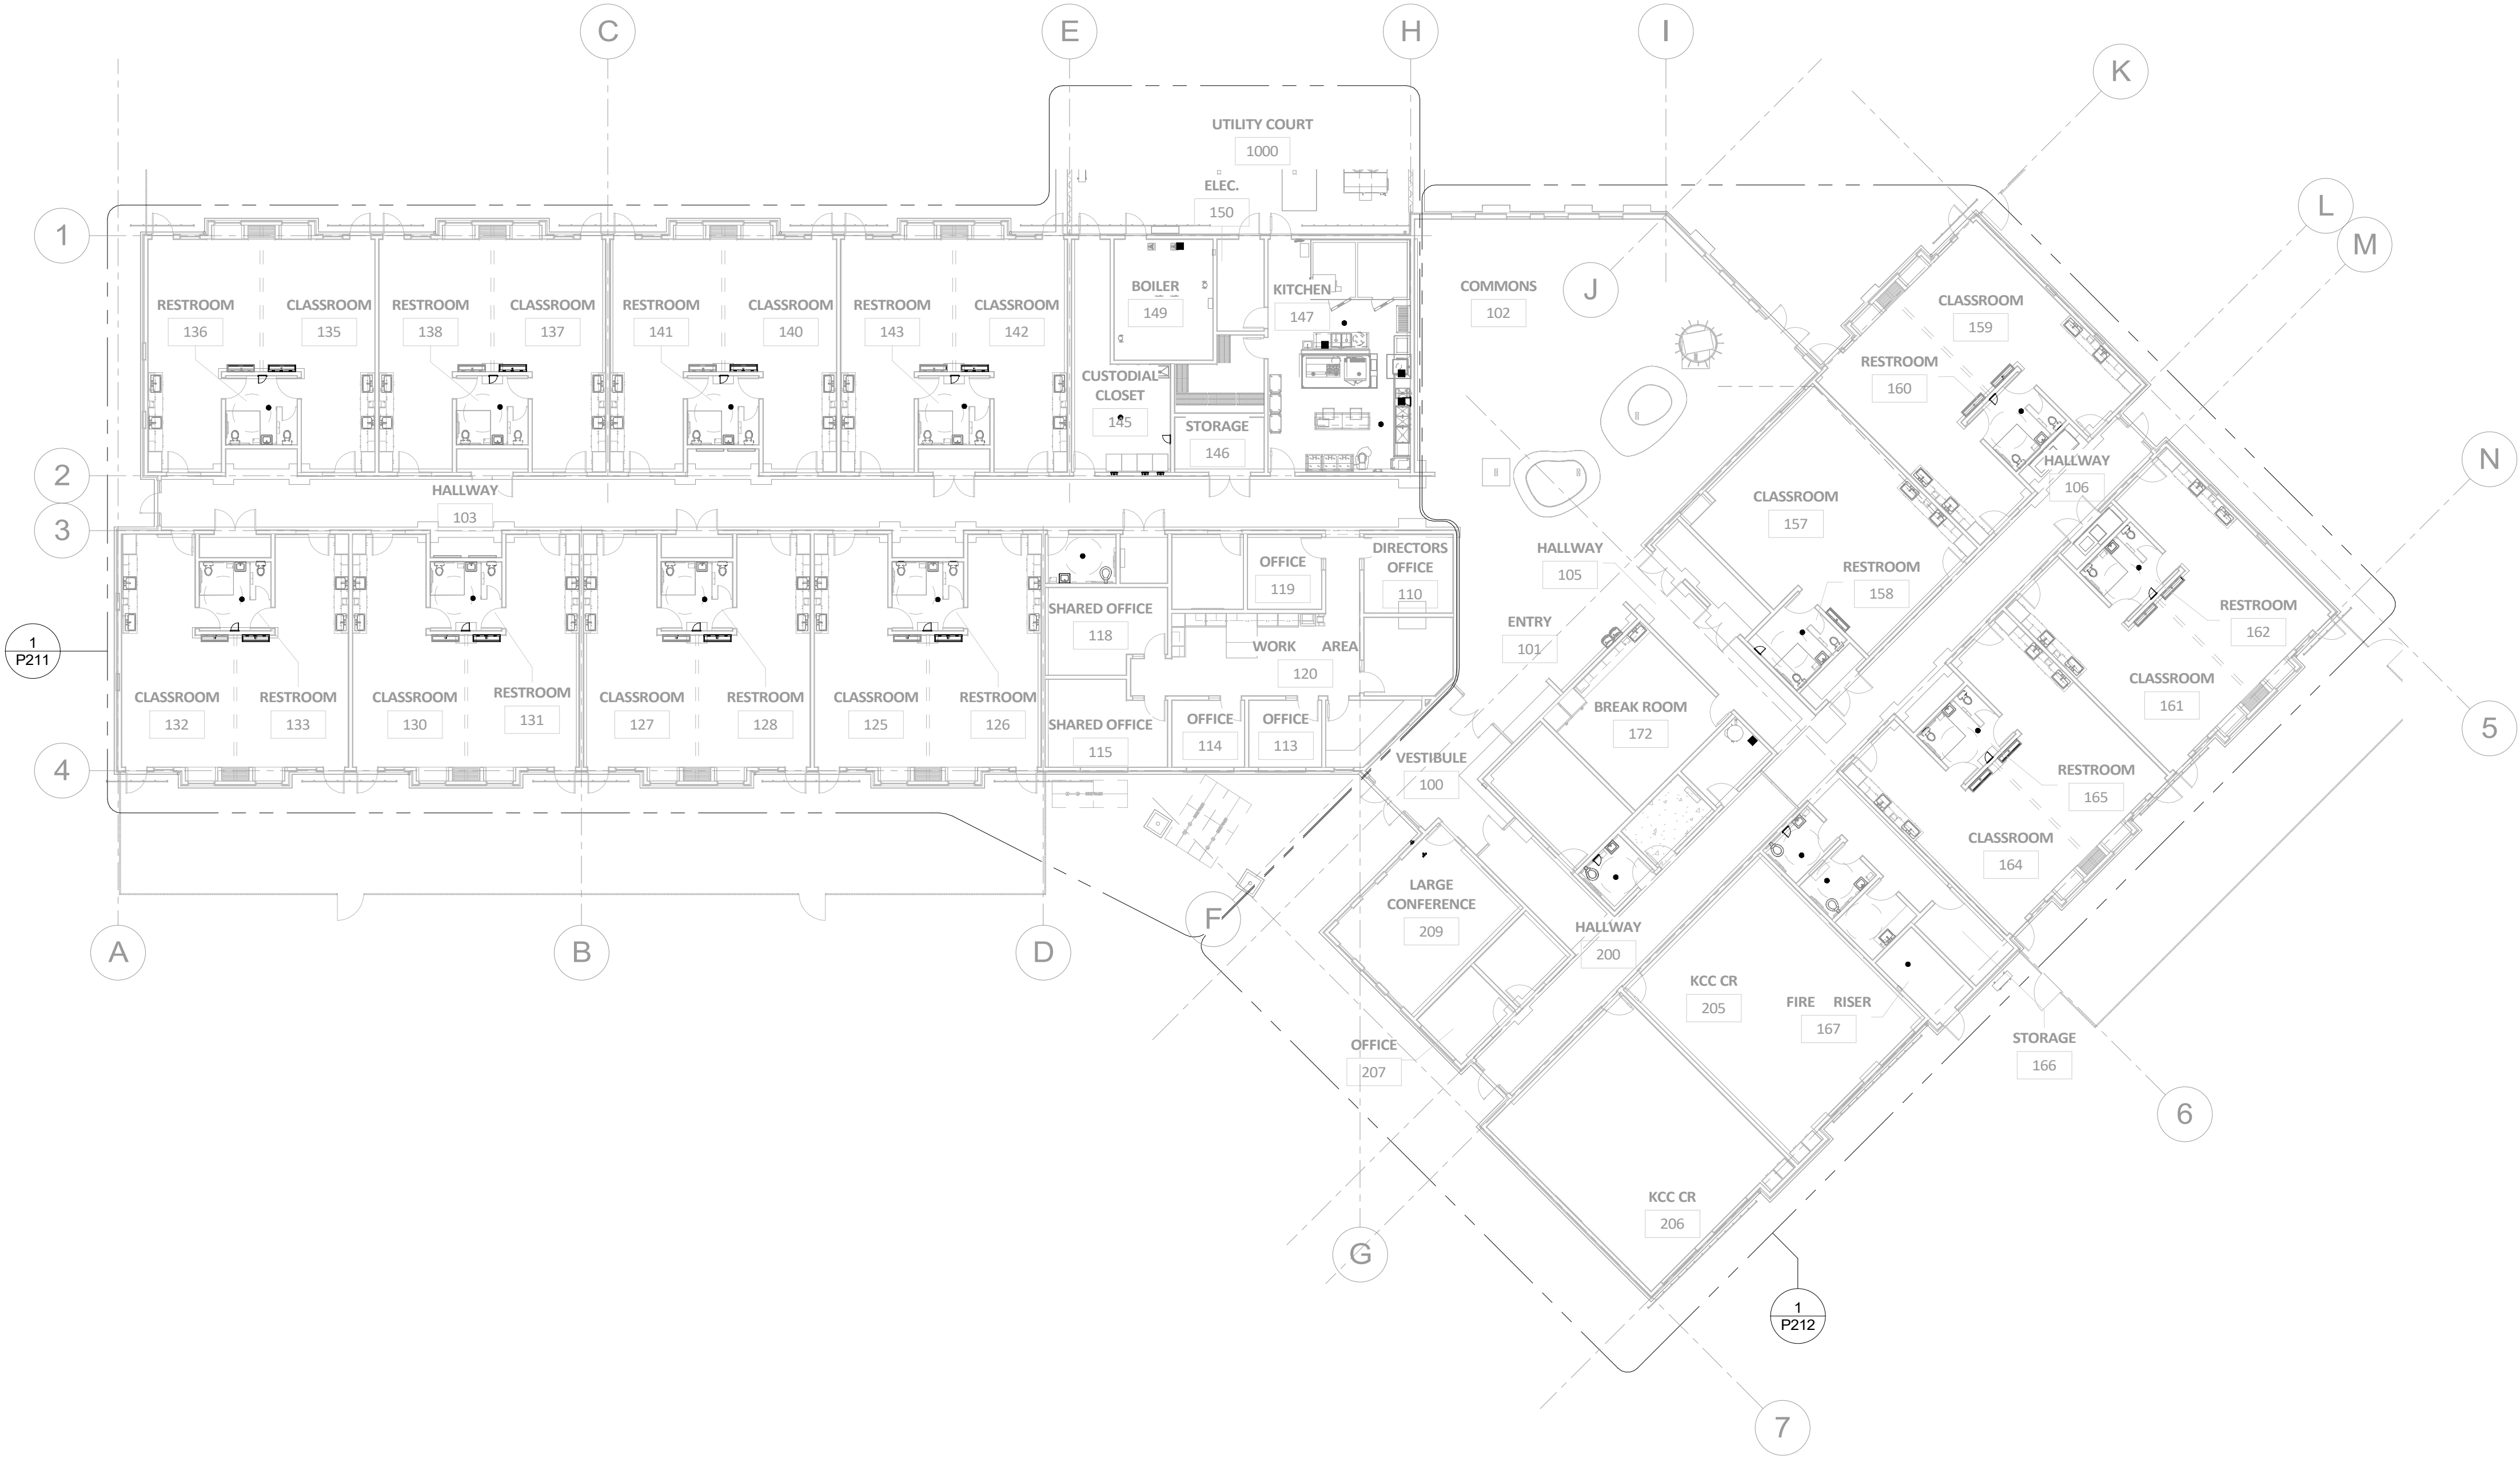 C
E
H
I
K
UTILITY COURT
1000
ELEC.
150
L
M
1
J
RESTROOM
136
CLASSROOM
135
RESTROOM
138
CLASSROOM
137
RESTROOM
141
CLASSROOM
140
RESTROOM
143
CLASSROOM
142
BOILER
149
KITCHEN
147
COMMONS
102
CLASSROOM
159
RESTROOM
160
CUSTODIAL
CLOSET
145
STORAGE
146
2
N
HALLWAY
103
HALLWAY
106
CLASSROOM
157
3
OFFICE
119
DIRECTORS
OFFICE
110
HALLWAY
105
RESTROOM
158
SHARED OFFICE
118
RESTROOM
162
ENTRY
101
WORK AREA
120
1
P211
CLASSROOM
132
RESTROOM
133
CLASSROOM
130
RESTROOM
131
CLASSROOM
127
RESTROOM
128
CLASSROOM
125
RESTROOM
126
SHARED OFFICE
115
OFFICE
114
OFFICE
113
BREAK ROOM
172
CLASSROOM
161
5
4
VESTIBULE
100
RESTROOM
165
CLASSROOM
164
LARGE
CONFERENCE
209
F
A
B
D
HALLWAY
200
KCC CR
205
FIRE RISER
167
STORAGE
166
OFFICE
207
6
KCC CR
206
G
1
P212
7